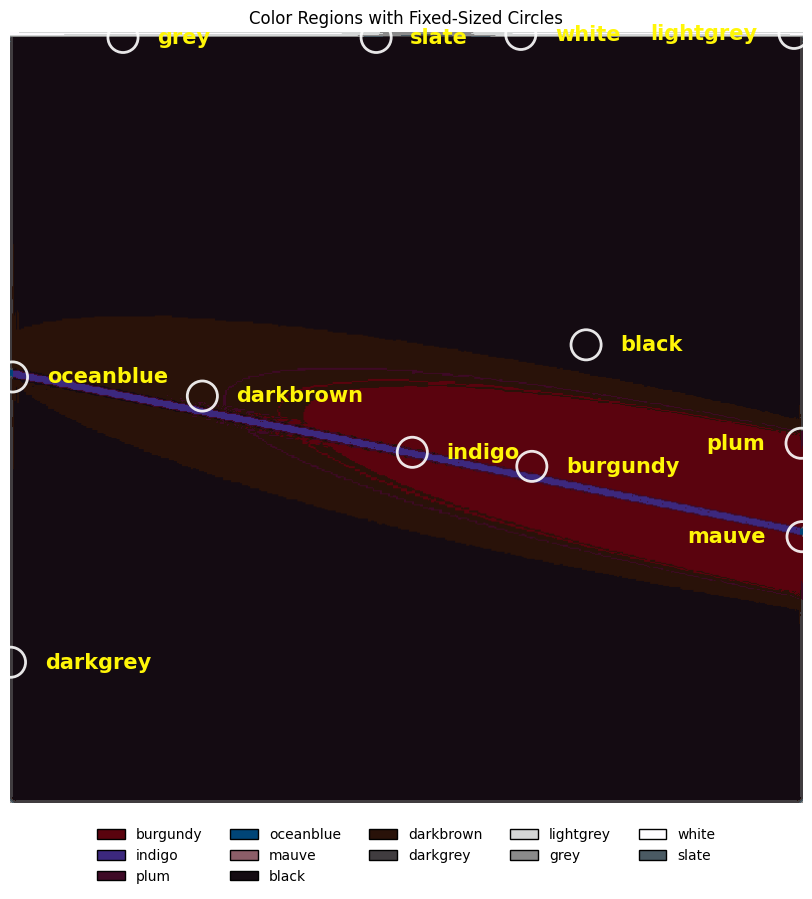 Color Regions with Fixed-Sized Circles
grey
slate
white
lightgrey
black
oceanblue
darkbrown
plum
indigo
burgundy
mauve
darkgrey
burgundy oceanblue darkbrown lightgrey white
indigo mauve darkgrey grey slate
plum black